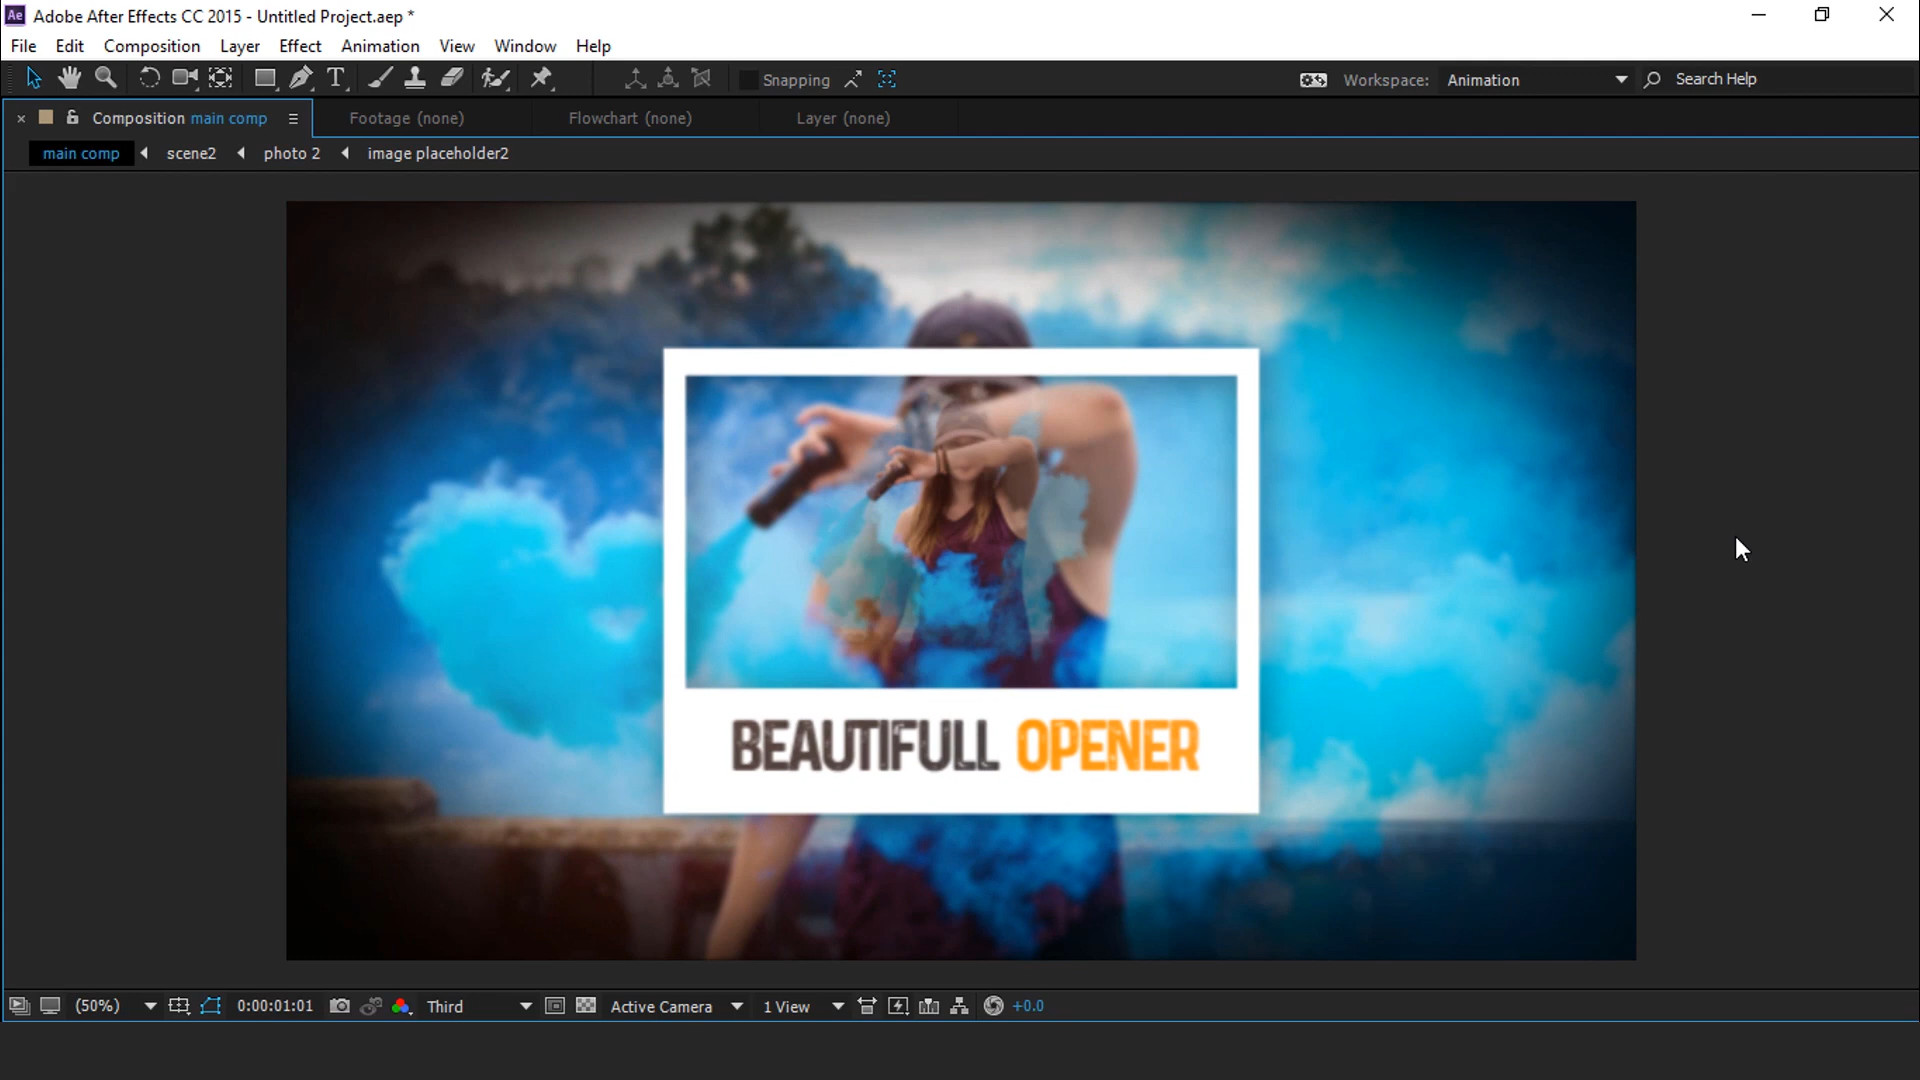 Ae Adobe After Effects CC 2015 - Untitled Project.aep *
File Edit Composition Layer Effect Animation View Window Help
T Snapping Workspace: Animation Search Help
× Composition main comp Footage (none) Flowchart (none) Layer (none)
main comp scene2 photo 2 image placeholder2
BEAUTIFULL OPENER
(50%) 0:00:01:01 Third Active Camera 1 View +0.0